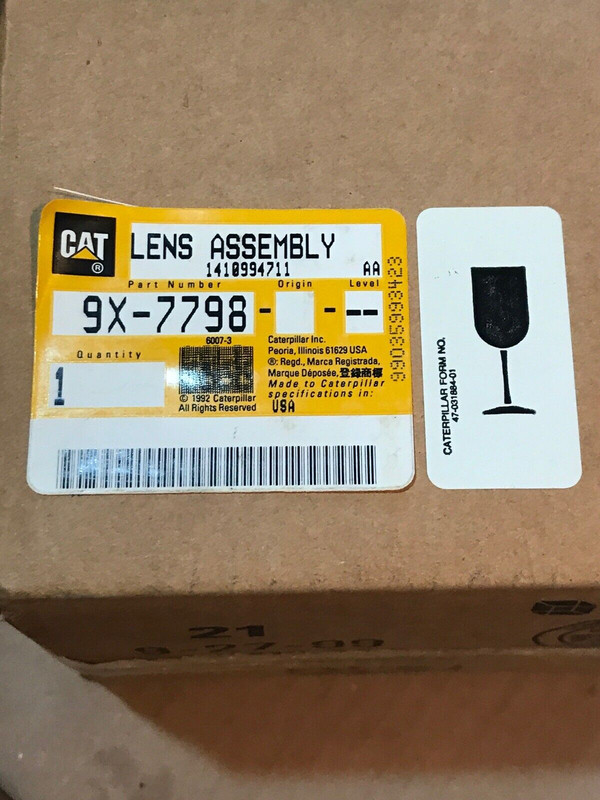 CAT
®
LENS ASSEMBLY
1410994711 AA
Part Number Origin Level
9X-7798 - - --
6007-3
Quantity
1
© 1992 Caterpillar
All Rights Reserved
Caterpillar Inc.
Peoria, Illinois 61629 USA
®: Regd., Marca Registrada,
Marque Déposée, 登録商標
Made to Caterpillar
specifications in:
USA
990359993423
CATERPILLAR FORM NO.
47-031884-01
21